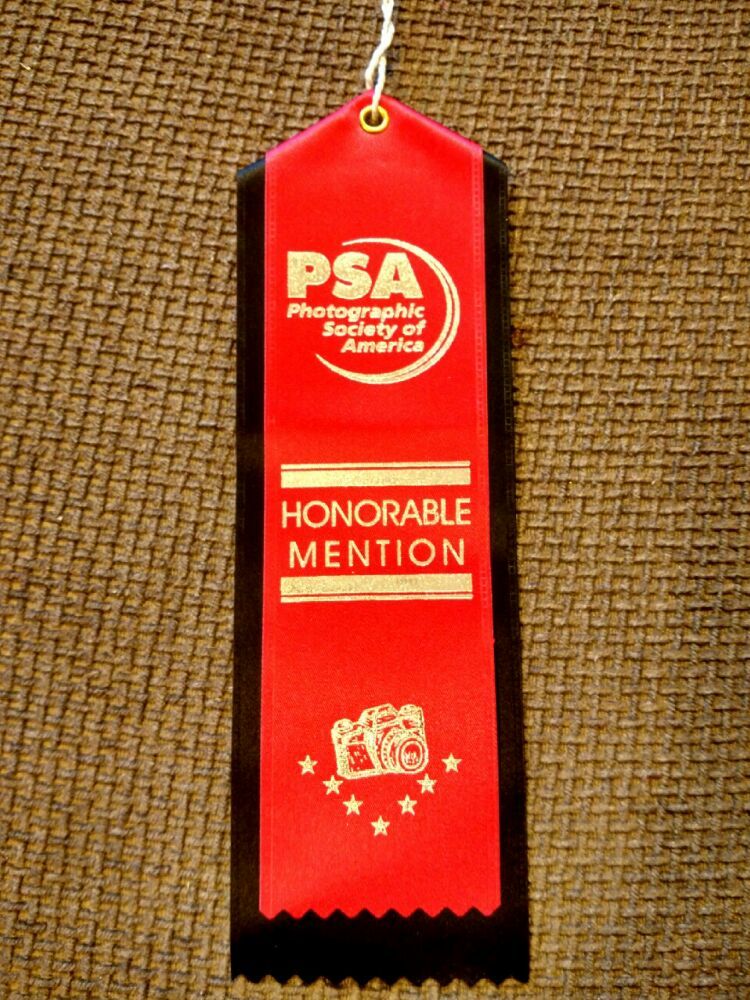 PSA
Photographic
Society of
America
HONORABLE
MENTION